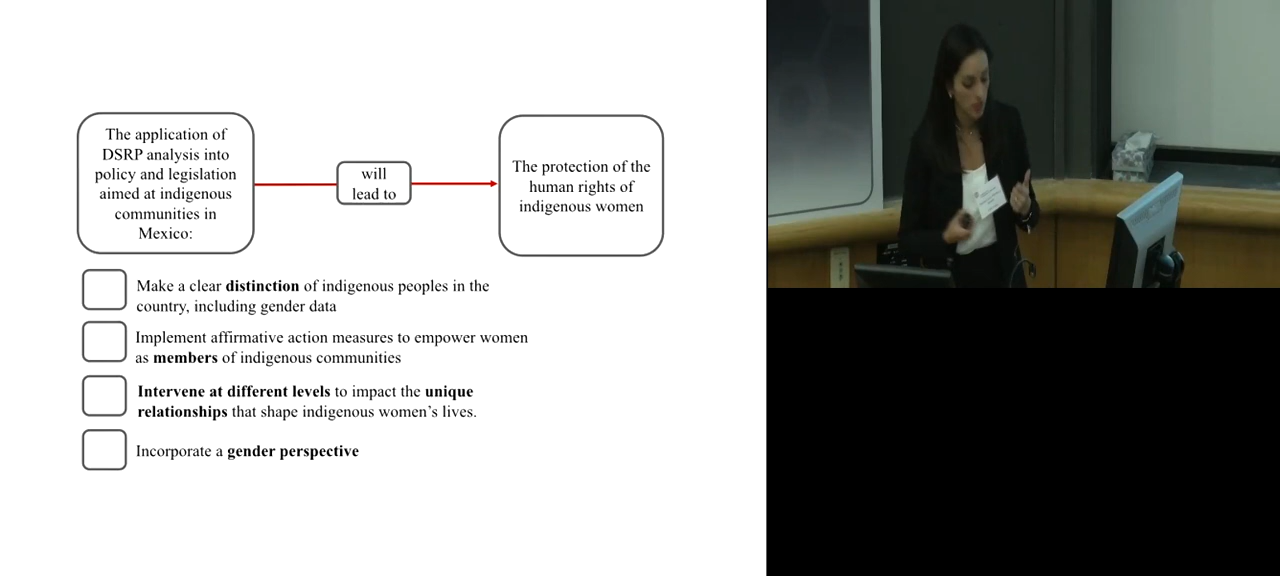 The application of
DSRP analysis into
policy and legislation
aimed at indigenous
communities in
Mexico:
will
lead to
The protection of the
human rights of
indigenous women
Make a clear distinction of indigenous peoples in the
country, including gender data
Implement affirmative action measures to empower women
as members of indigenous communities
Intervene at different levels to impact the unique
relationships that shape indigenous women’s lives.
Incorporate a gender perspective